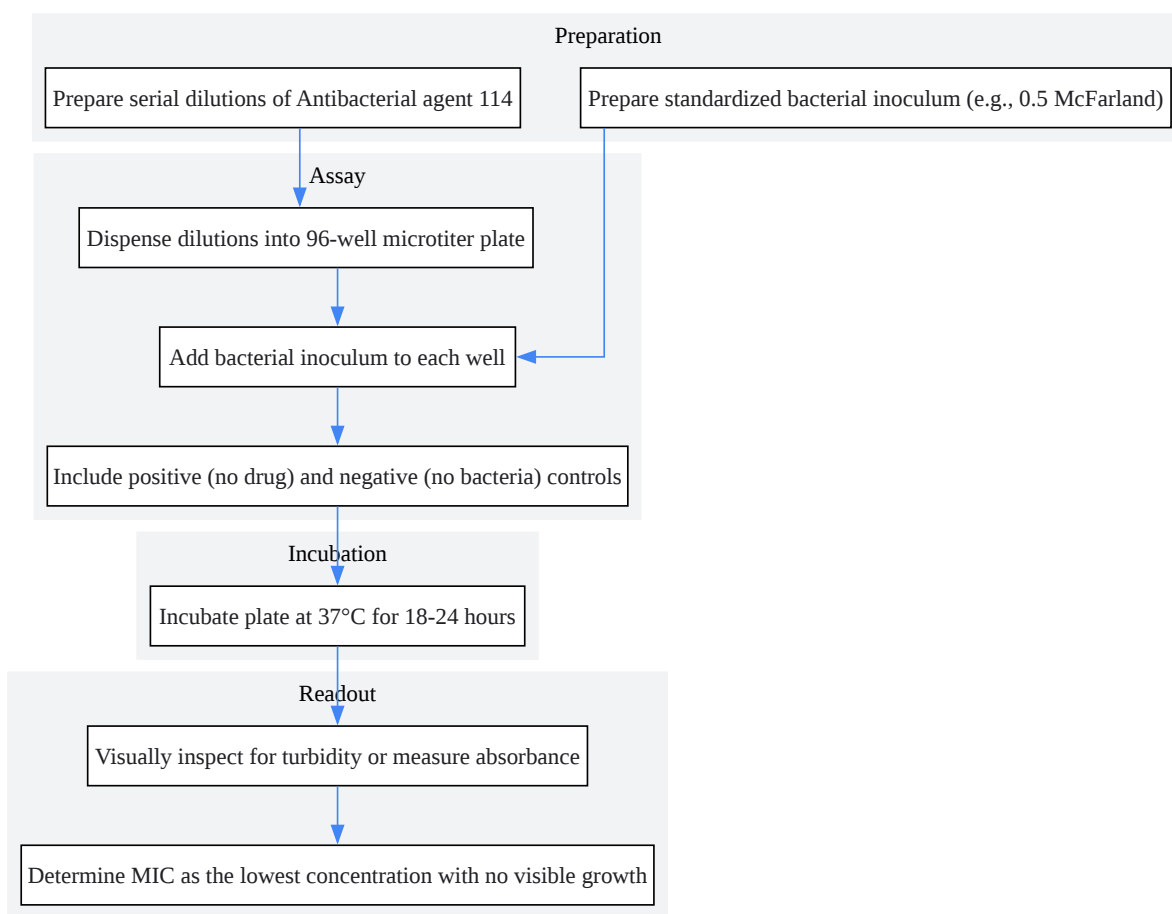 Preparation
Prepare serial dilutions of Antibacterial agent 114
Prepare standardized bacterial inoculum (e.g., 0.5 McFarland)
Assay
Dispense dilutions into 96-well microtiter plate
Add bacterial inoculum to each well
Include positive (no drug) and negative (no bacteria) controls
Incubation
Incubate plate at 37°C for 18-24 hours
Readout
Visually inspect for turbidity or measure absorbance
Determine MIC as the lowest concentration with no visible growth